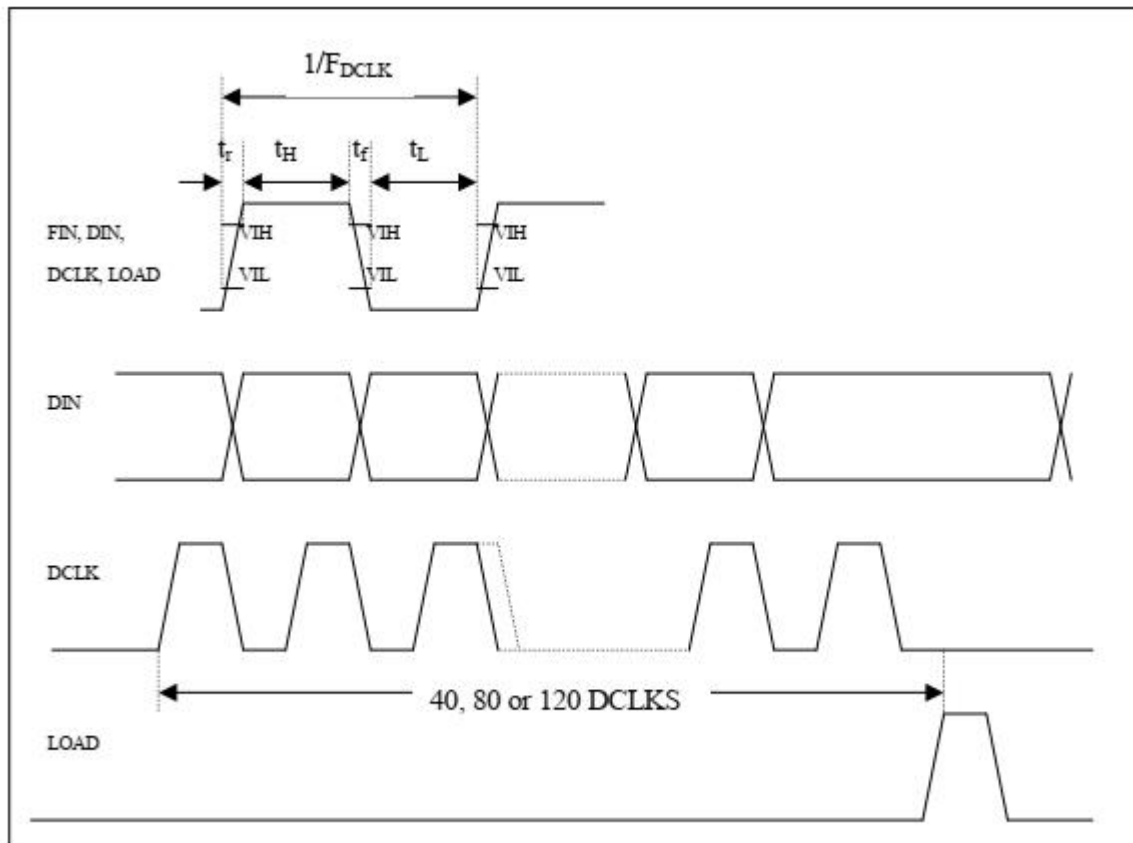 1/FDCLK
tr tH tf tL
FIN, DIN, VIH VIH VIH
DCLK, LOAD VIL VIL VIL
DIN
DCLK
40, 80 or 120 DCLKS
LOAD